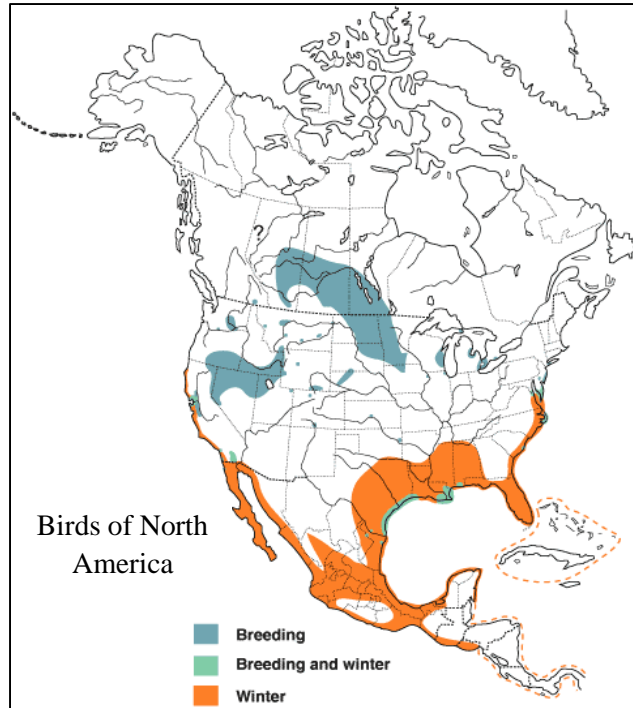 ?
Birds of North
America
Breeding
Breeding and winter
Winter